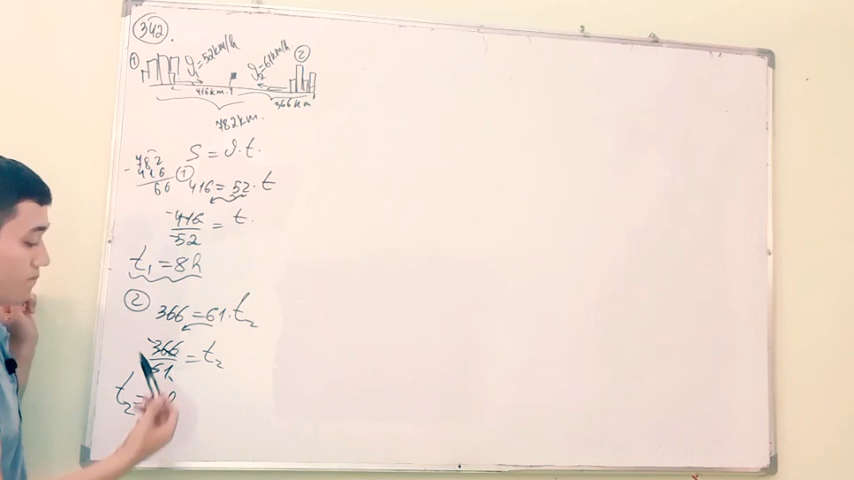 342.
① ϑ₁=52km/h ϑ₂=61km/h ②
416km 366km
782km.
S = ϑ·t.
782
- 416
66
① 416 = 52·t
416/52 = t.
t₁ = 8h
② 366 = 61·t₂
366/61 = t₂
t₂ =